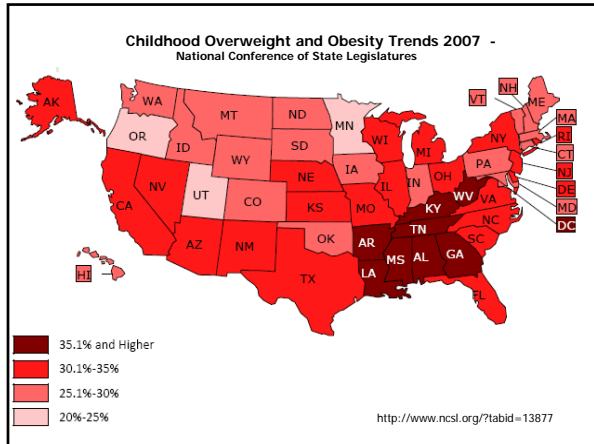 Childhood Overweight and Obesity Trends 2007 -
National Conference of State Legislatures
AK
WA
OR
ID
MT
ND
MN
SD
WY
NV
UT
CA
CO
NE
IA
KS
AZ
NM
OK
TX
WI
MI
IL
IN
OH
MO
KY
WV
VA
TN
NC
AR
SC
LA
MS
AL
GA
FL
PA
NY
VT
NH
ME
MA
RI
CT
NJ
DE
MD
DC
HI
35.1% and Higher
30.1%-35%
25.1%-30%
20%-25%
http://www.ncsl.org/?tabid=13877